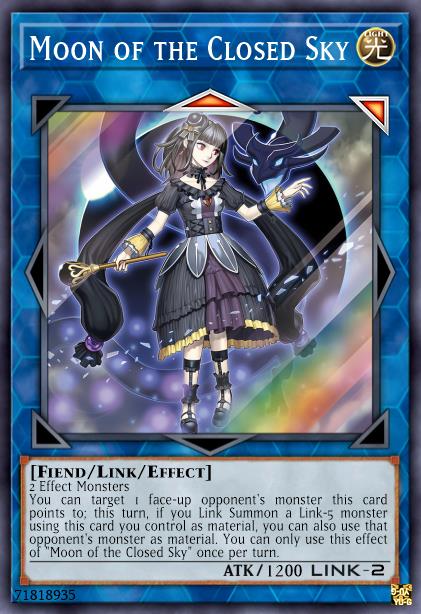 MOON OF THE CLOSED SKY
LIGHT
光
[FIEND/LINK/EFFECT]
2 Effect Monsters
You can target 1 face-up opponent's monster this card
points to; this turn, if you Link Summon a Link-5 monster
using this card you control as material, you can also use that
opponent's monster as material. You can only use this effect
of "Moon of the Closed Sky" once per turn.
ATK/1200 LINK-2
71818935